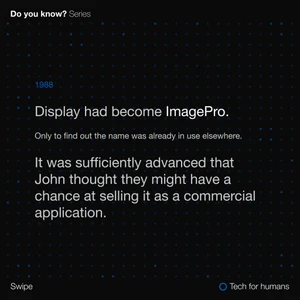 Do you know? Series
1988
Display had become ImagePro.
Only to find out the name was already in use elsewhere.
It was sufficiently advanced that
John thought they might have a
chance at selling it as a commercial
application.
Swipe
Tech for humans